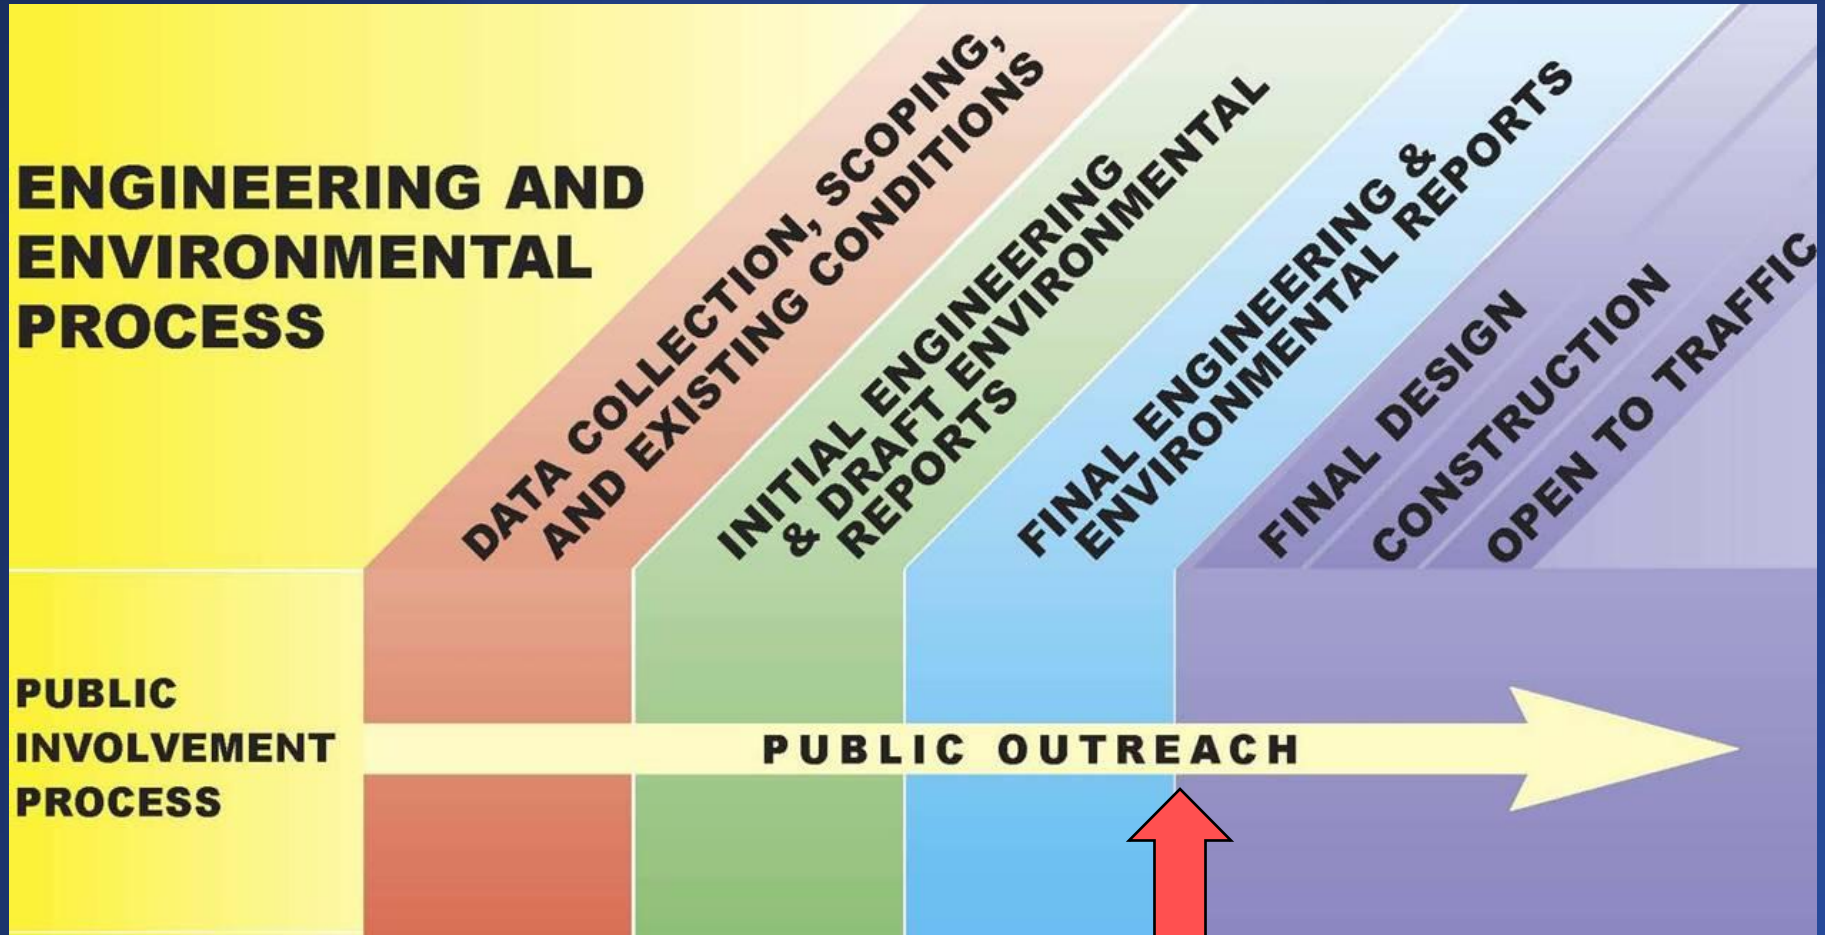 ENGINEERING AND
ENVIRONMENTAL
PROCESS
DATA COLLECTION, SCOPING,
AND EXISTING CONDITIONS
INITIAL ENGINEERING
& DRAFT ENVIRONMENTAL
REPORTS
FINAL ENGINEERING &
ENVIRONMENTAL REPORTS
FINAL DESIGN
CONSTRUCTION
OPEN TO TRAFFIC
PUBLIC
INVOLVEMENT
PROCESS
PUBLIC OUTREACH